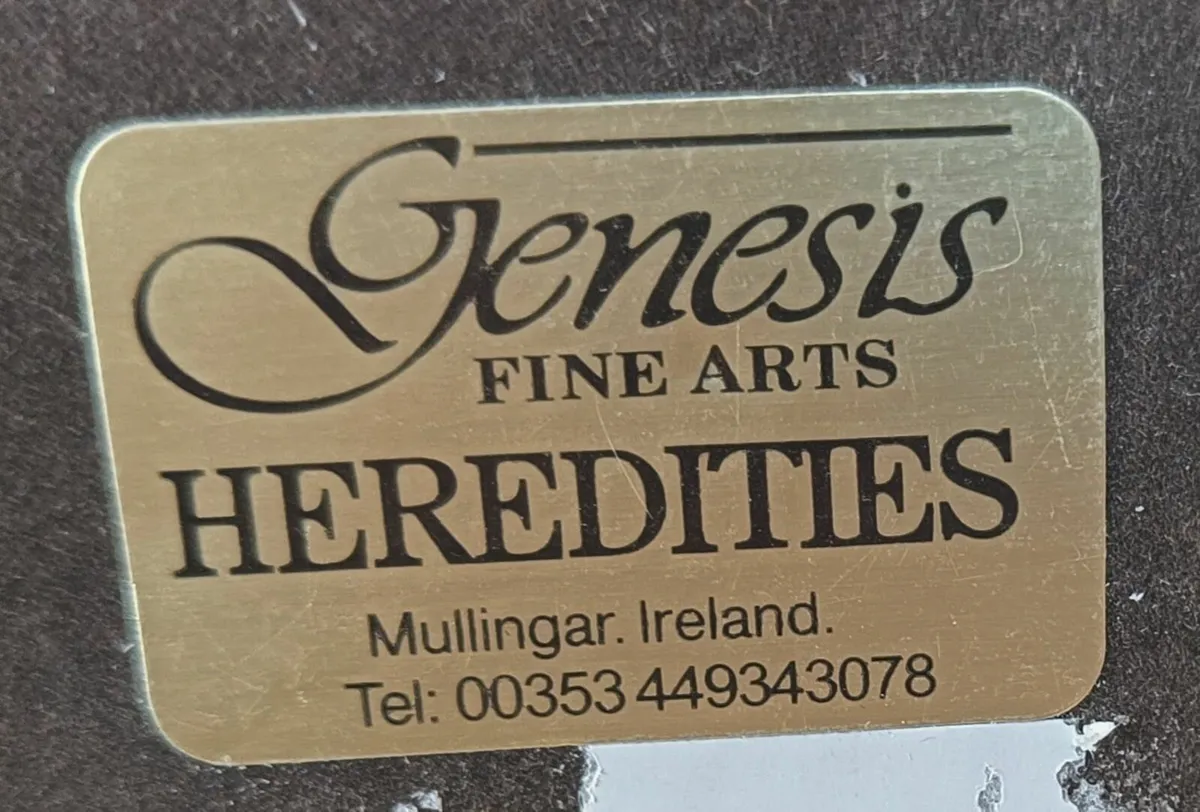 Genesis
FINE ARTS
HEREDITIES
Mullingar. Ireland.
Tel: 00353 449343078